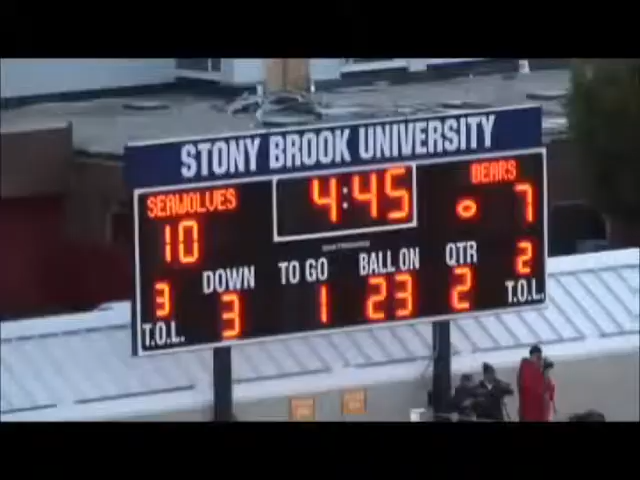 STONY BROOK UNIVERSITY
SEAWOLVES 4:45 BEARS
10 7
DOWN TO GO BALL ON QTR
3 3 1 23 2 2
T.O.L. T.O.L.